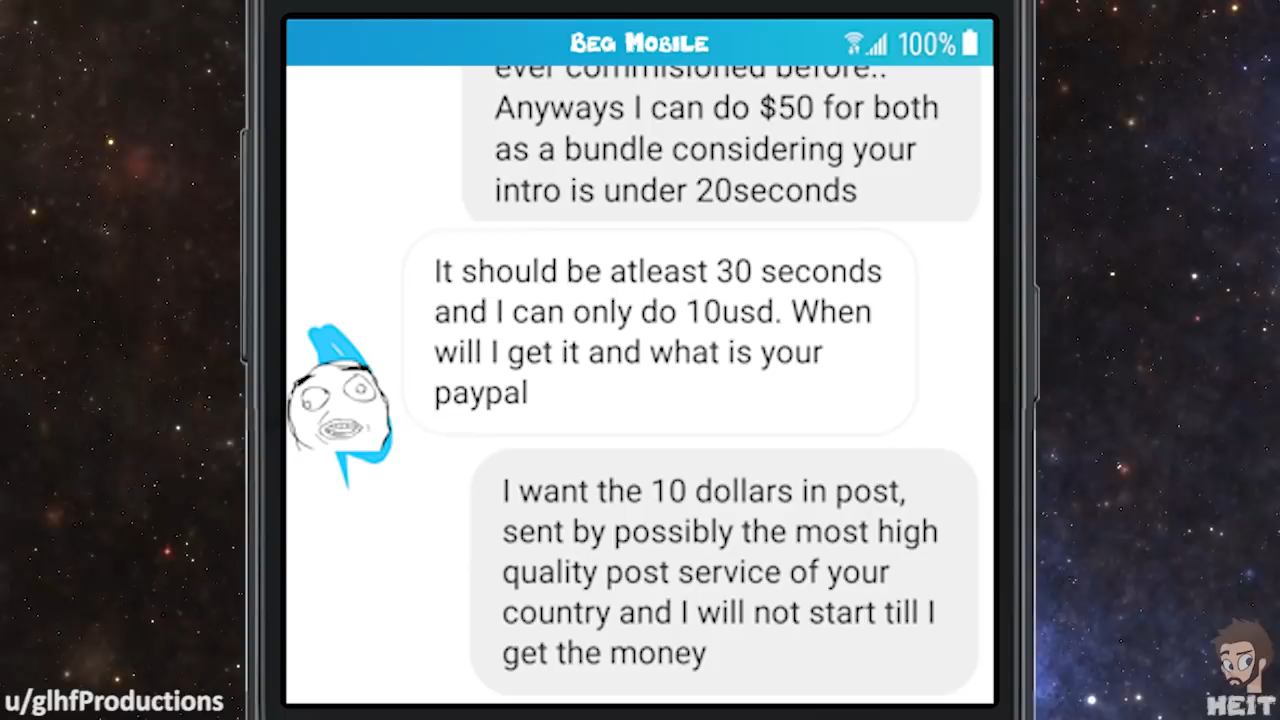 BEG MOBILE
100%
ever commisioned before..
Anyways I can do $50 for both
as a bundle considering your
intro is under 20seconds
It should be atleast 30 seconds
and I can only do 10usd. When
will I get it and what is your
paypal
I want the 10 dollars in post,
sent by possibly the most high
quality post service of your
country and I will not start till I
get the money
u/glhfProductions
HEIT